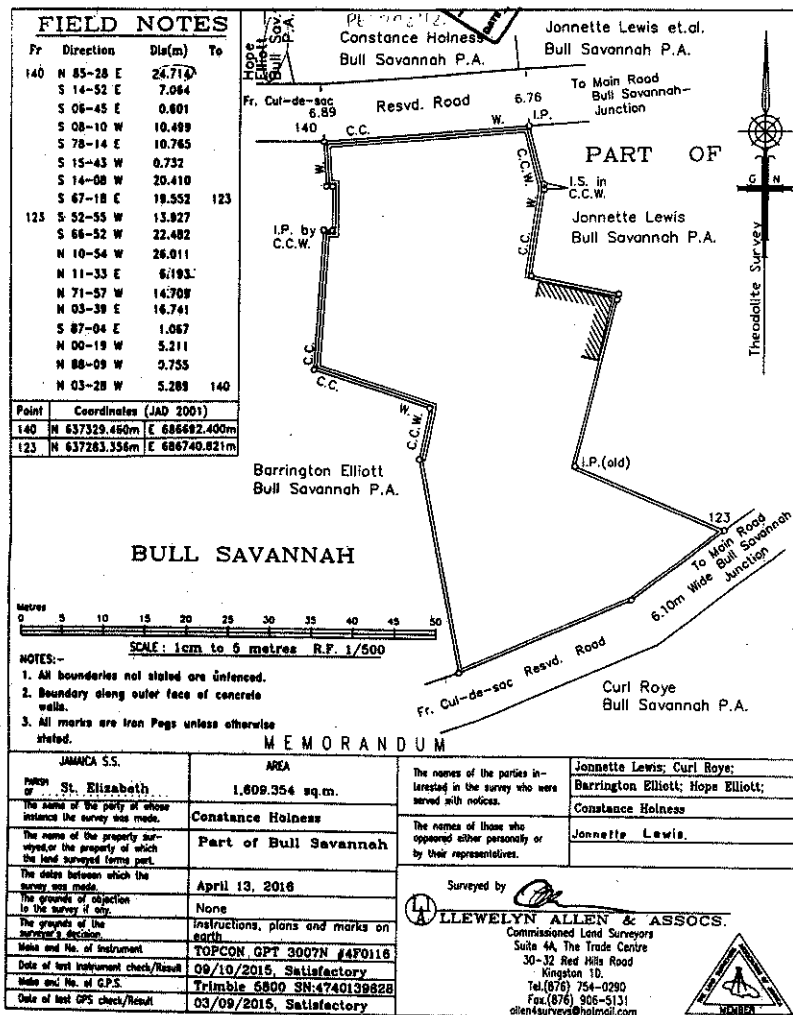 FIELD NOTES
Fr Direction Dis(m) To
140 N 85-28 E 24.714
S 14-52 E 7.064
S 06-45 E 0.601
S 08-10 W 10.499
S 78-14 E 10.765
S 15-43 W 0.732
S 14-08 W 20.410
S 67-18 E 19.552 123
123 S 52-55 W 13.927
S 66-52 W 22.482
N 10-54 W 26.011
N 11-33 E 6.193
N 71-57 W 14.709
N 03-39 E 16.741
S 87-04 E 1.067
N 00-19 W 5.211
N 88-09 W 0.755
N 03-28 W 5.289 140
Point Coordinates (JAD 2001)
140 N 637329.460m E 686692.400m
123 N 637283.356m E 686740.821m
Hope Elliott
Bull Sav. P.A.
Constance Holness
Bull Savannah P.A.
Jonnette Lewis et.al.
Bull Savannah P.A.
Fr. Cul-de-sac
Resvd. Road
To Main Road
Bull Savannah-
Junction
6.89
6.76
140
C.C.
W.
I.P.
PART OF
W.
C.C.W.
I.S. in
C.C.W.
W.
Jonnette Lewis
Bull Savannah P.A.
I.P. by
C.C.W.
C.C.
G N
Theodolite Survey
C.C.
C.C.
W.
C.C.W.
I.P.(old)
Barrington Elliott
Bull Savannah P.A.
123
To Main Road
6.10m Wide Bull Savannah
Junction
BULL SAVANNAH
Metres
0 5 10 15 20 25 30 35 40 45 50
SCALE: 1cm to 5 metres R.F. 1/500
Fr. Cul-de-sac Resvd. Road
Curl Roye
Bull Savannah P.A.
NOTES:-
1. All boundaries not stated are unfenced.
2. Boundary along outer face of concrete
walls.
3. All marks are Iron Pegs unless otherwise
stated.
MEMORANDUM
JAMAICA S.S.
PARISH OF St. Elizabeth
AREA
1,609.354 sq.m.
The name of the party at whose
instance the survey was made.
Constance Holness
The name of the property sur-
veyed, or the property of which
the land surveyed forms part.
Part of Bull Savannah
The dates between which the
survey was made.
April 13, 2016
The grounds of objection
to the survey if any.
None
The grounds of the
surveyor's decision.
Instructions, plans and marks on
earth
Make and No. of Instrument
TOPCON GPT 3007N #4F0116
Date of last instrument check/Result
09/10/2015, Satisfactory
Make and No. of G.P.S.
Trimble 5800 SN:4740139628
Date of last GPS check/Result
03/09/2015, Satisfactory
The names of the parties in-
terested in the survey who were
served with notices.
Jonnette Lewis; Curl Roye;
Barrington Elliott; Hope Elliott;
Constance Holness
The names of those who
appeared either personally or
by their representatives.
Jonnette Lewis.
Surveyed by
LLEWELYN ALLEN & ASSOCS.
Commissioned Land Surveyors
Suite 4A, The Trade Centre
30-32 Red Hills Road
Kingston 10.
Tel.(876) 754-0290
Fax.(876) 906-5131
allen4surveys@hotmail.com
MEMBER